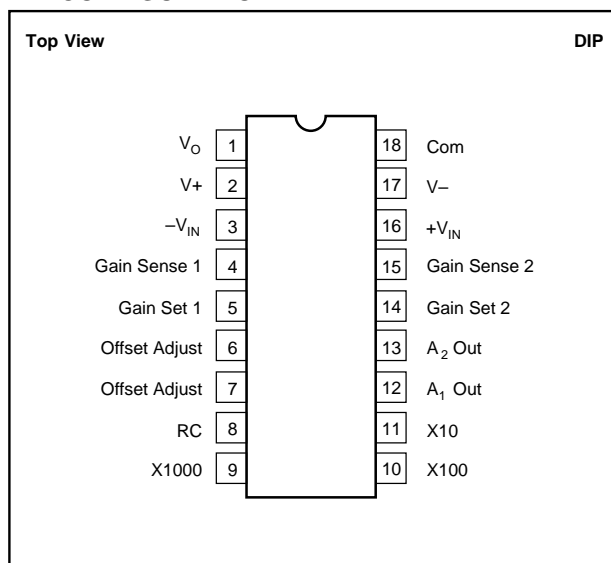 Top View DIP
V_O 1 18 Com
V+ 2 17 V–
–V_IN 3 16 +V_IN
Gain Sense 1 4 15 Gain Sense 2
Gain Set 1 5 14 Gain Set 2
Offset Adjust 6 13 A_2 Out
Offset Adjust 7 12 A_1 Out
RC 8 11 X10
X1000 9 10 X100